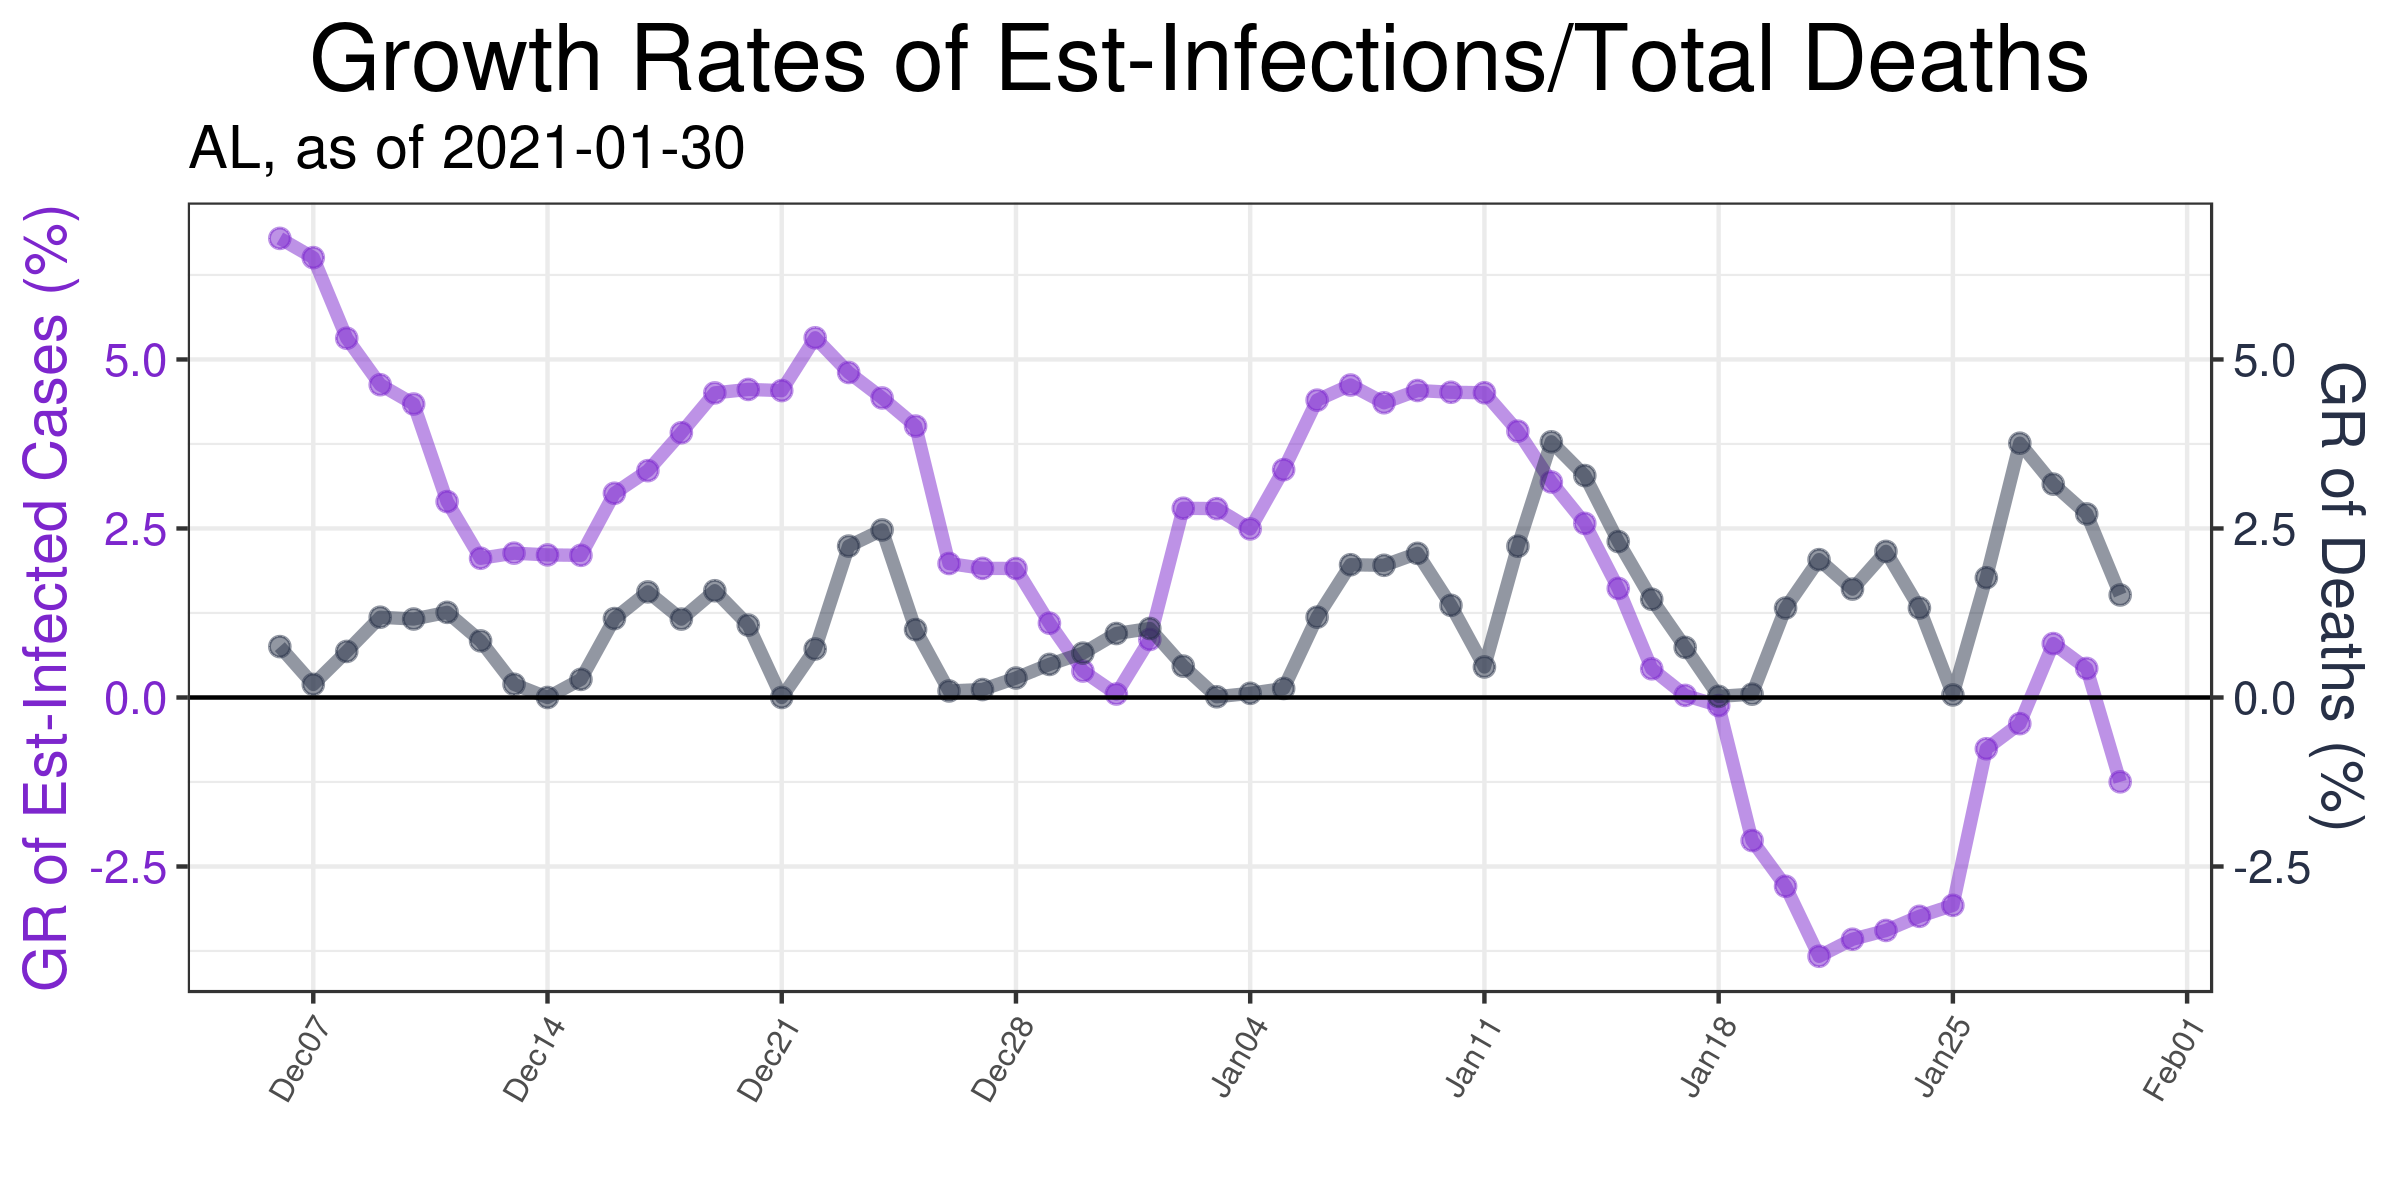 Growth Rates of Est-Infections/Total Deaths
AL, as of 2021-01-30
GR of Est-Infected Cases (%)
5.0
2.5
0.0
-2.5
5.0
2.5
0.0
-2.5
GR of Deaths (%)
Dec07
Dec14
Dec21
Dec28
Jan04
Jan11
Jan18
Jan25
Feb01